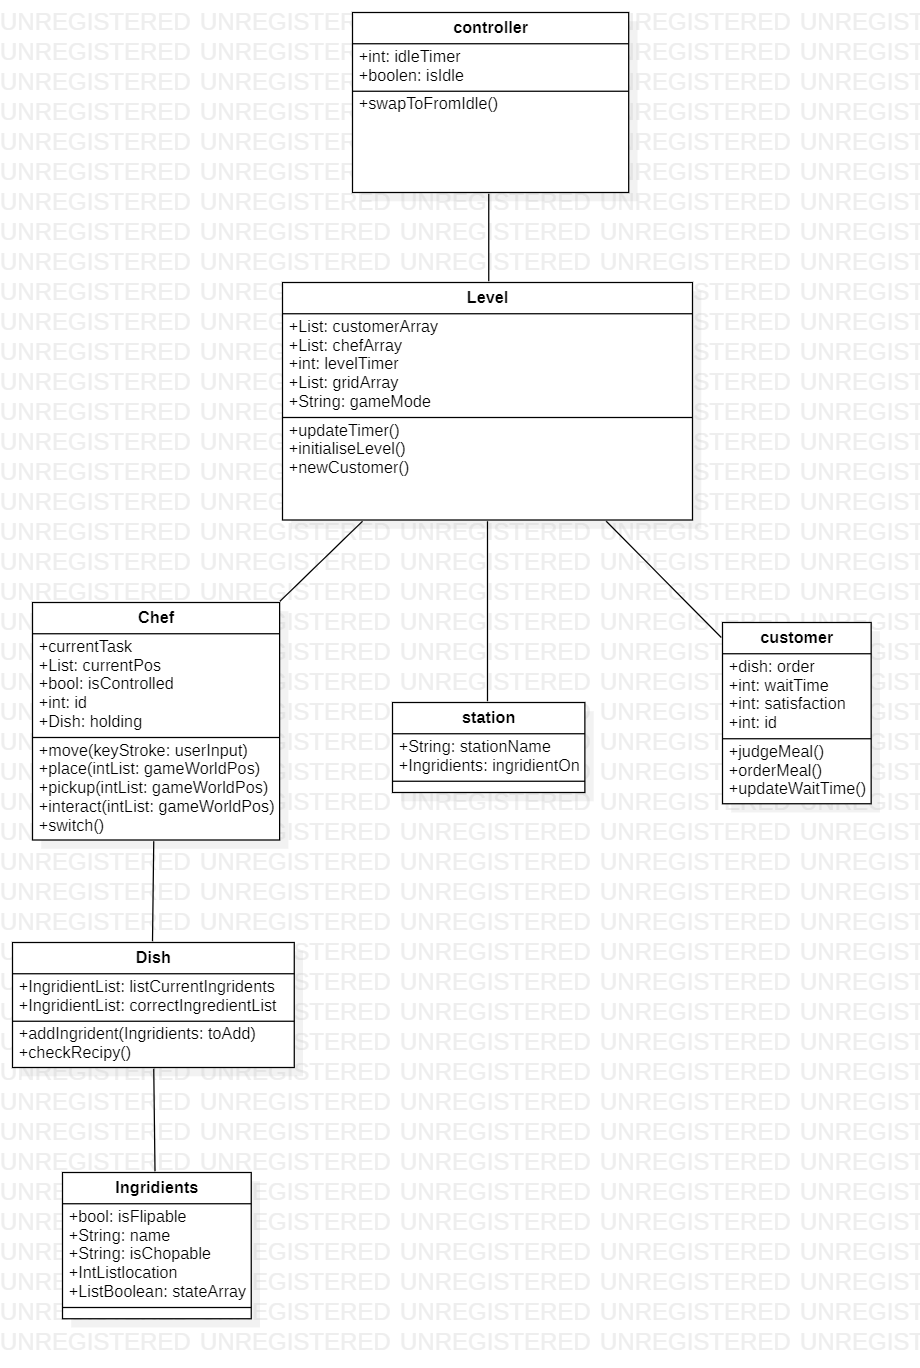 controller
+int: idleTimer
+boolen: isIdle
+swapToFromIdle()
Level
+List: customerArray
+List: chefArray
+int: levelTimer
+List: gridArray
+String: gameMode
+updateTimer()
+initialiseLevel()
+newCustomer()
Chef
+currentTask
+List: currentPos
+bool: isControlled
+int: id
+Dish: holding
+move(keyStroke: userInput)
+place(intList: gameWorldPos)
+pickup(intList: gameWorldPos)
+interact(intList: gameWorldPos)
+switch()
station
+String: stationName
+Ingridients: ingridientOn
customer
+dish: order
+int: waitTime
+int: satisfaction
+int: id
+judgeMeal()
+orderMeal()
+updateWaitTime()
Dish
+IngridientList: listCurrentIngridents
+IngridientList: correctIngredientList
+addIngrident(Ingridients: toAdd)
+checkRecipy()
Ingridients
+bool: isFlipable
+String: name
+String: isChopable
+IntListlocation
+ListBoolean: stateArray
UNREGISTERED